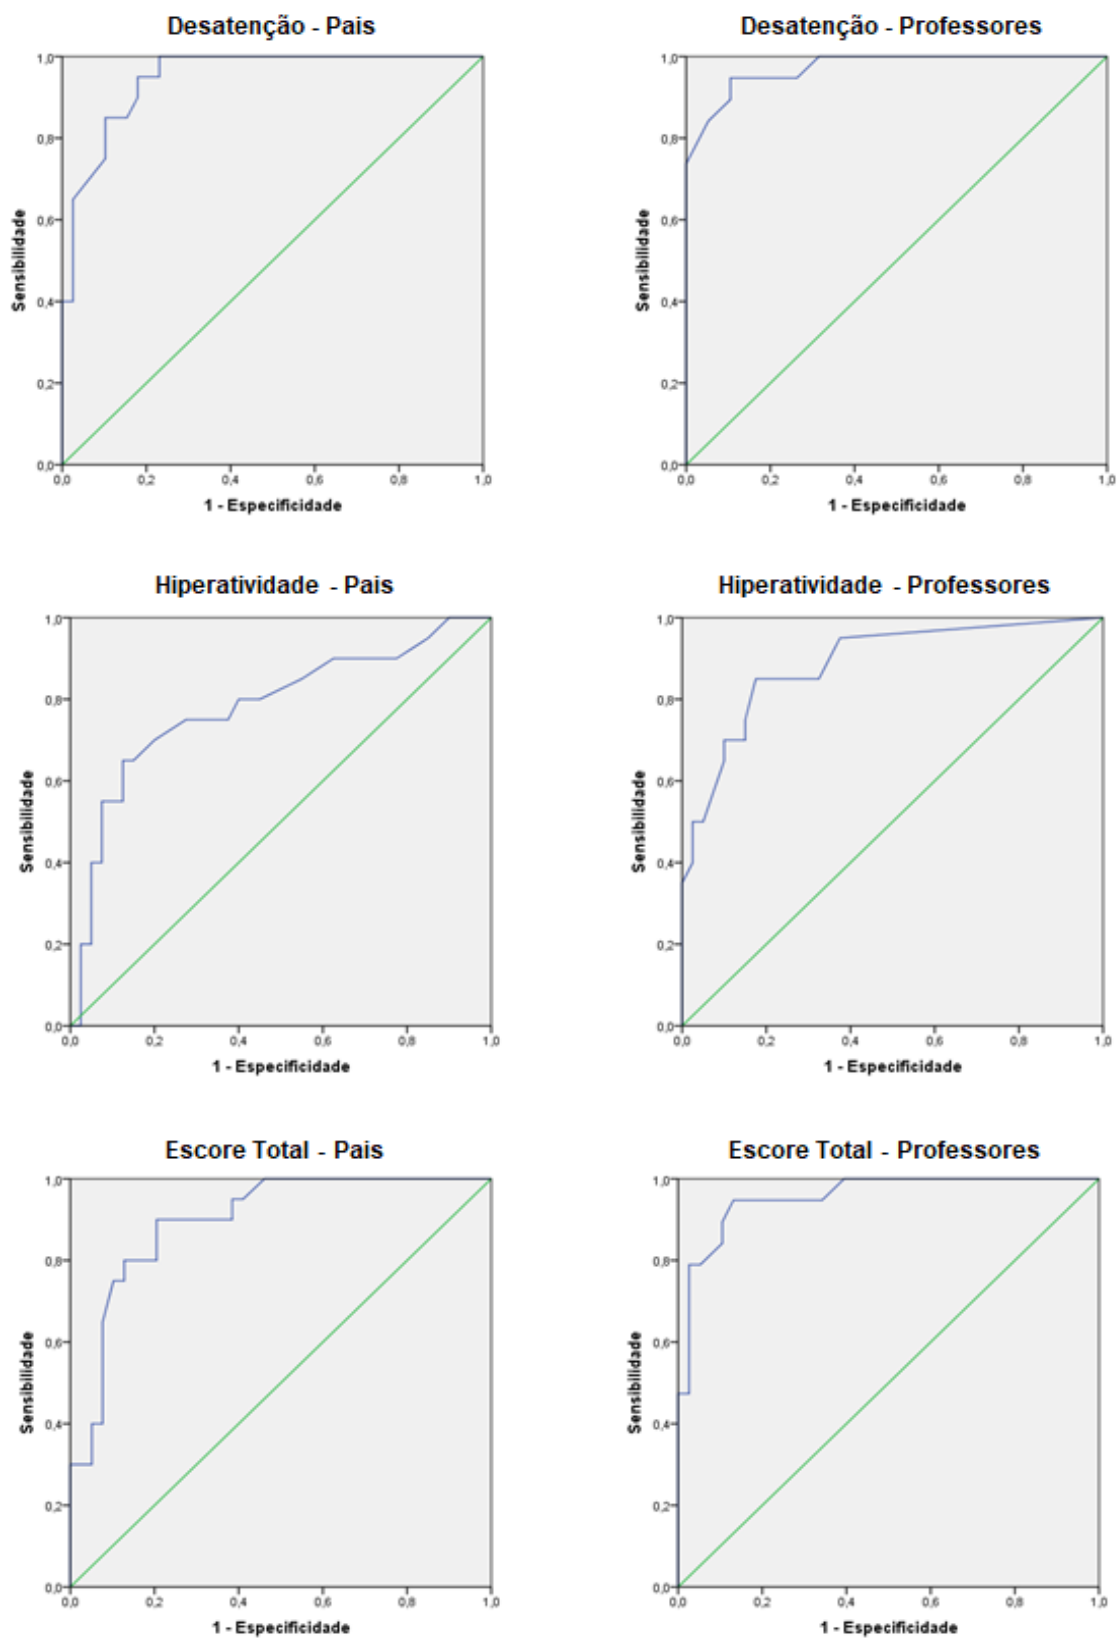 Desatenção - Pais
1,0
0,8
0,6
0,4
0,2
0,0
Sensibilidade
0,0 0,2 0,4 0,6 0,8 1,0
1 - Especificidade
Desatenção - Professores
1,0
0,8
0,6
0,4
0,2
0,0
Sensibilidade
0,0 0,2 0,4 0,6 0,8 1,0
1 - Especificidade
Hiperatividade - Pais
1,0
0,8
0,6
0,4
0,2
0,0
Sensibilidade
0,0 0,2 0,4 0,6 0,8 1,0
1 - Especificidade
Hiperatividade - Professores
1,0
0,8
0,6
0,4
0,2
0,0
Sensibilidade
0,0 0,2 0,4 0,6 0,8 1,0
1 - Especificidade
Escore Total - Pais
1,0
0,8
0,6
0,4
0,2
0,0
Sensibilidade
0,0 0,2 0,4 0,6 0,8 1,0
1 - Especificidade
Escore Total - Professores
1,0
0,8
0,6
0,4
0,2
0,0
Sensibilidade
0,0 0,2 0,4 0,6 0,8 1,0
1 - Especificidade